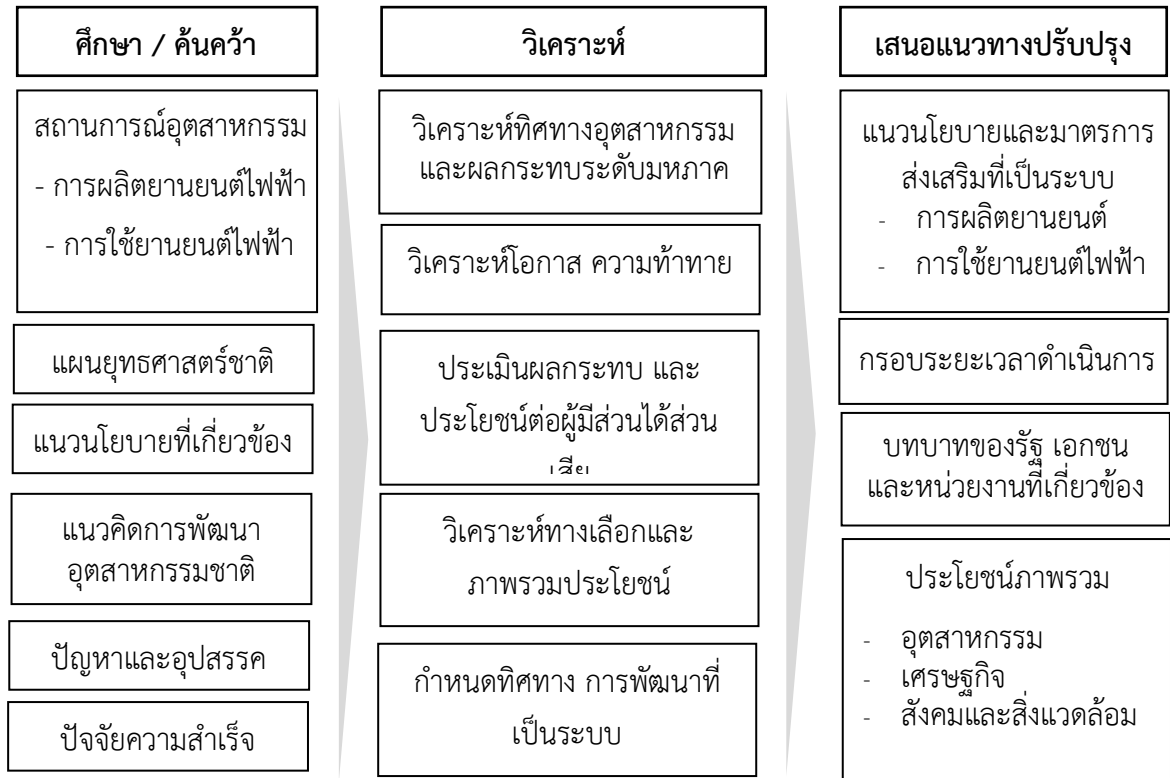 ศึกษา / ค้นคว้า
สถานการณ์อุตสาหกรรม
- การผลิตยานยนต์ไฟฟ้า
- การใช้ยานยนต์ไฟฟ้า
แผนยุทธศาสตร์ชาติ
แนวนโยบายที่เกี่ยวข้อง
แนวคิดการพัฒนา
อุตสาหกรรมชาติ
ปัญหาและอุปสรรค
ปัจจัยความสำเร็จ
วิเคราะห์
วิเคราะห์ทิศทางอุตสาหกรรม
และผลกระทบระดับมหภาค
วิเคราะห์โอกาส ความท้าทาย
ประเมินผลกระทบ และ
ประโยชน์ต่อผู้มีส่วนได้ส่วน
เสีย
วิเคราะห์ทางเลือกและ
ภาพรวมประโยชน์
กำหนดทิศทาง การพัฒนาที่
เป็นระบบ
เสนอแนวทางปรับปรุง
แนวนโยบายและมาตรการ
ส่งเสริมที่เป็นระบบ
- การผลิตยานยนต์
- การใช้ยานยนต์ไฟฟ้า
กรอบระยะเวลาดำเนินการ
บทบาทของรัฐ เอกชน
และหน่วยงานที่เกี่ยวข้อง
ประโยชน์ภาพรวม
- อุตสาหกรรม
- เศรษฐกิจ
- สังคมและสิ่งแวดล้อม